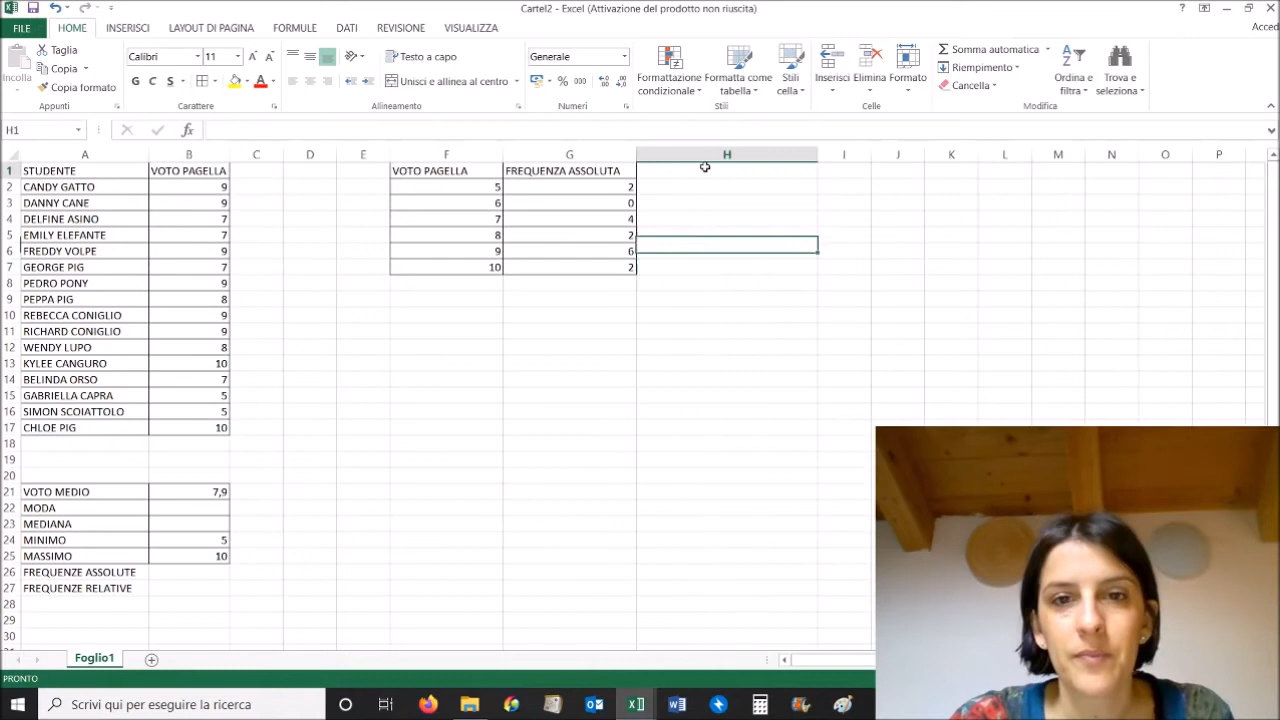 Cartel2 - Excel (Attivazione del prodotto non riuscita)
FILE HOME INSERISCI LAYOUT DI PAGINA FORMULE DATI REVISIONE VISUALIZZA
Acced
Incolla
Taglia
Copia
Copia formato
Appunti
Calibri 11
G C S
Carattere
Testo a capo
Unisci e allinea al centro
Allineamento
Generale
% 000
Numeri
Formattazione condizionale
Formatta come tabella
Stili cella
Stili
Inserisci Elimina Formato
Celle
Somma automatica
Riempimento
Cancella
Ordina e filtra
Trova e seleziona
Modifica
H1
fx
A B C D E F G H I J K L M N O P
1 STUDENTE VOTO PAGELLA VOTO PAGELLA FREQUENZA ASSOLUTA
2 CANDY GATTO 9 5 2
3 DANNY CANE 9 6 0
4 DELFINE ASINO 7 7 4
5 EMILY ELEFANTE 7 8 2
6 FREDDY VOLPE 9 9 6
7 GEORGE PIG 7 10 2
8 PEDRO PONY 9
9 PEPPA PIG 8
10 REBECCA CONIGLIO 9
11 RICHARD CONIGLIO 9
12 WENDY LUPO 8
13 KYLEE CANGURO 10
14 BELINDA ORSO 7
15 GABRIELLA CAPRA 5
16 SIMON SCOIATTOLO 5
17 CHLOE PIG 10
18
19
20
21 VOTO MEDIO 7,9
22 MODA
23 MEDIANA
24 MINIMO 5
25 MASSIMO 10
26 FREQUENZE ASSOLUTE
27 FREQUENZE RELATIVE
28
29
30
Foglio1
PRONTO
Scrivi qui per eseguire la ricerca